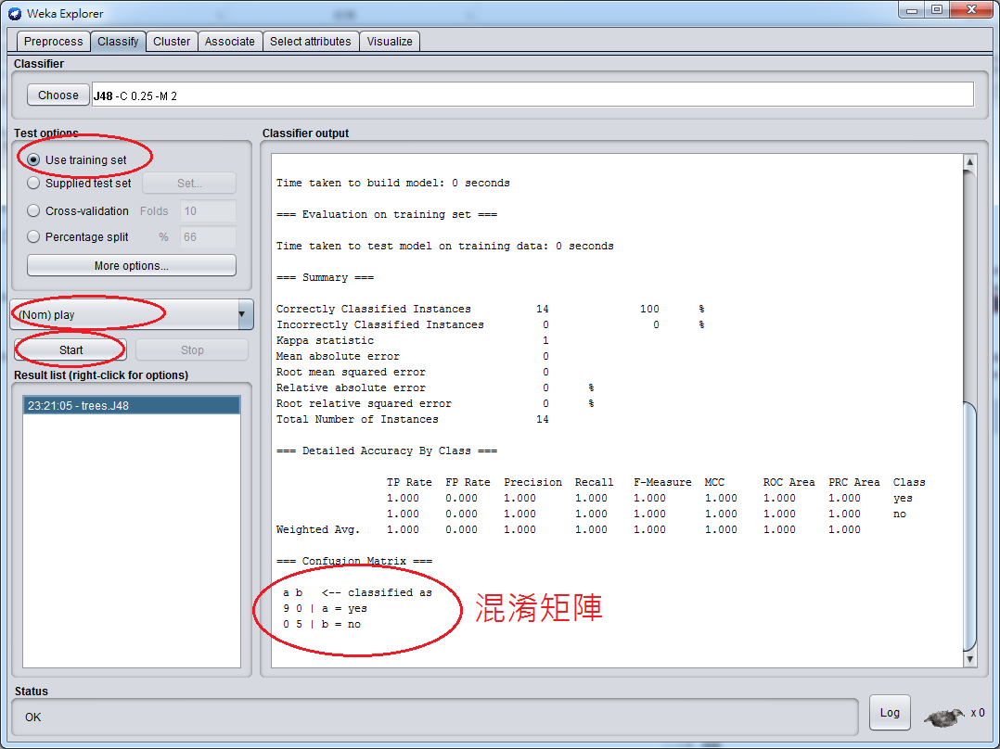 Weka Explorer
Preprocess Classify Cluster Associate Select attributes Visualize
Classifier
Choose J48 -C 0.25 -M 2
Test options
Use training set
Supplied test set Set...
Cross-validation Folds 10
Percentage split % 66
More options...
(Nom) play
Start Stop
Result list (right-click for options)
23:21:05 - trees.J48
Classifier output
Time taken to build model: 0 seconds
=== Evaluation on training set ===
Time taken to test model on training data: 0 seconds
=== Summary ===
Correctly Classified Instances 14 100 %
Incorrectly Classified Instances 0 0 %
Kappa statistic 1
Mean absolute error 0
Root mean squared error 0
Relative absolute error 0 %
Root relative squared error 0 %
Total Number of Instances 14
=== Detailed Accuracy By Class ===
TP Rate FP Rate Precision Recall F-Measure MCC ROC Area PRC Area Class
1.000 0.000 1.000 1.000 1.000 1.000 1.000 1.000 yes
1.000 0.000 1.000 1.000 1.000 1.000 1.000 1.000 no
Weighted Avg. 1.000 0.000 1.000 1.000 1.000 1.000 1.000 1.000
=== Confusion Matrix ===
a b <-- classified as
9 0 | a = yes
0 5 | b = no
混淆矩陣
Status
OK
Log
x 0